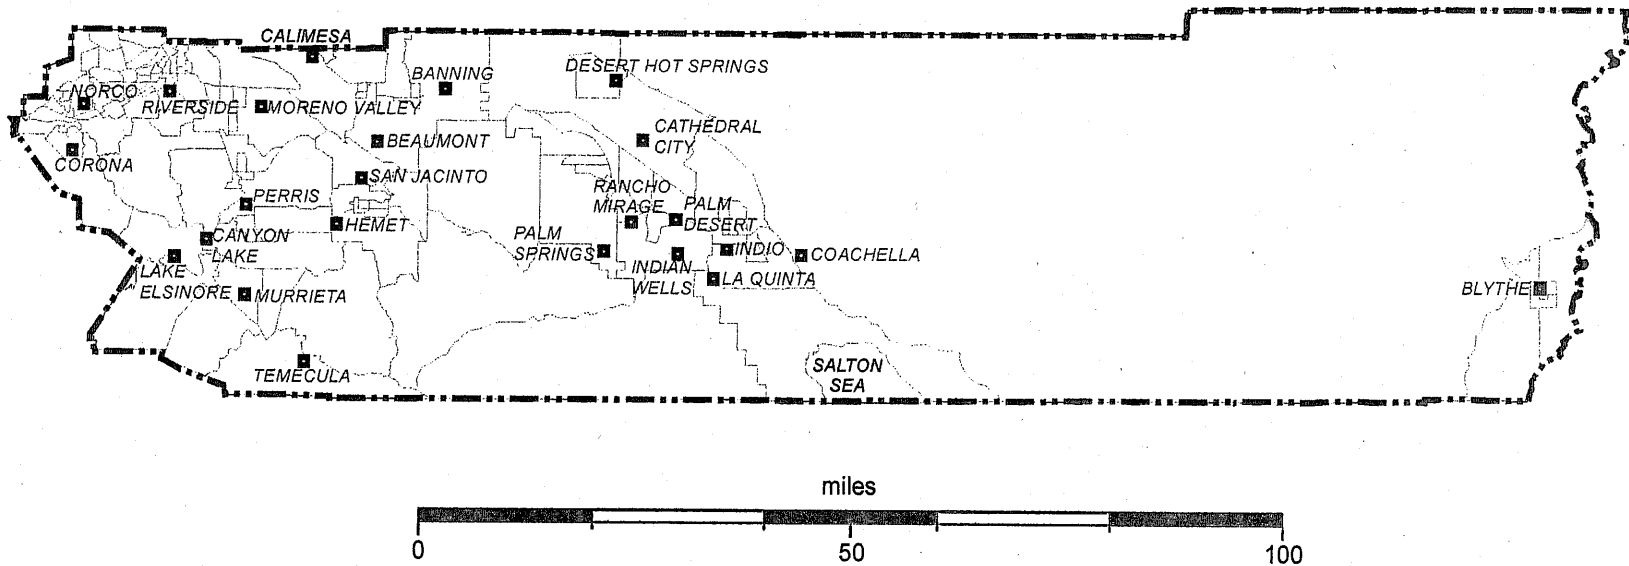 CALIMESA
BANNING
DESERT HOT SPRINGS
NORCO
RIVERSIDE
MORENO VALLEY
CATHEDRAL
CITY
BEAUMONT
CORONA
SAN JACINTO
PERRIS
RANCHO
MIRAGE
PALM
DESERT
HEMET
CANYON
LAKE
PALM
SPRINGS
INDIO
COACHELLA
LAKE
ELSINORE
INDIAN
WELLS
LA QUINTA
MURRIETA
BLYTHE
TEMECULA
SALTON
SEA
miles
0
50
100